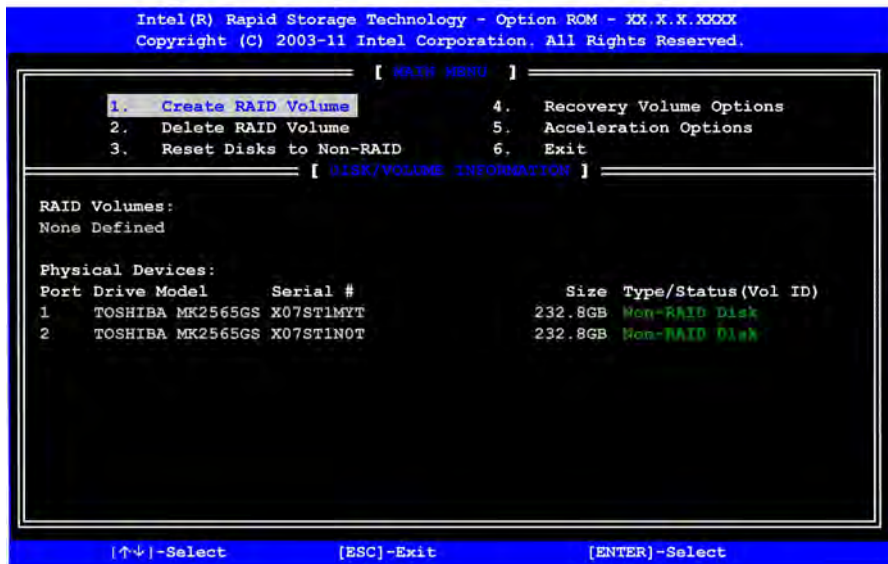 Intel(R) Rapid Storage Technology - Option ROM - XX.X.X.XXXX
Copyright (C) 2003-11 Intel Corporation. All Rights Reserved.
[ MAIN MENU ]
1. Create RAID Volume
2. Delete RAID Volume
3. Reset Disks to Non-RAID
4. Recovery Volume Options
5. Acceleration Options
6. Exit
[ DISK/VOLUME INFORMATION ]
RAID Volumes:
None Defined
Physical Devices:
Port Drive Model Serial # Size Type/Status(Vol ID)
1 TOSHIBA MK2565GS X07ST1MYT 232.8GB Non-RAID Disk
2 TOSHIBA MK2565GS X07ST1N0T 232.8GB Non-RAID Disk
[↑↓]-Select [ESC]-Exit [ENTER]-Select